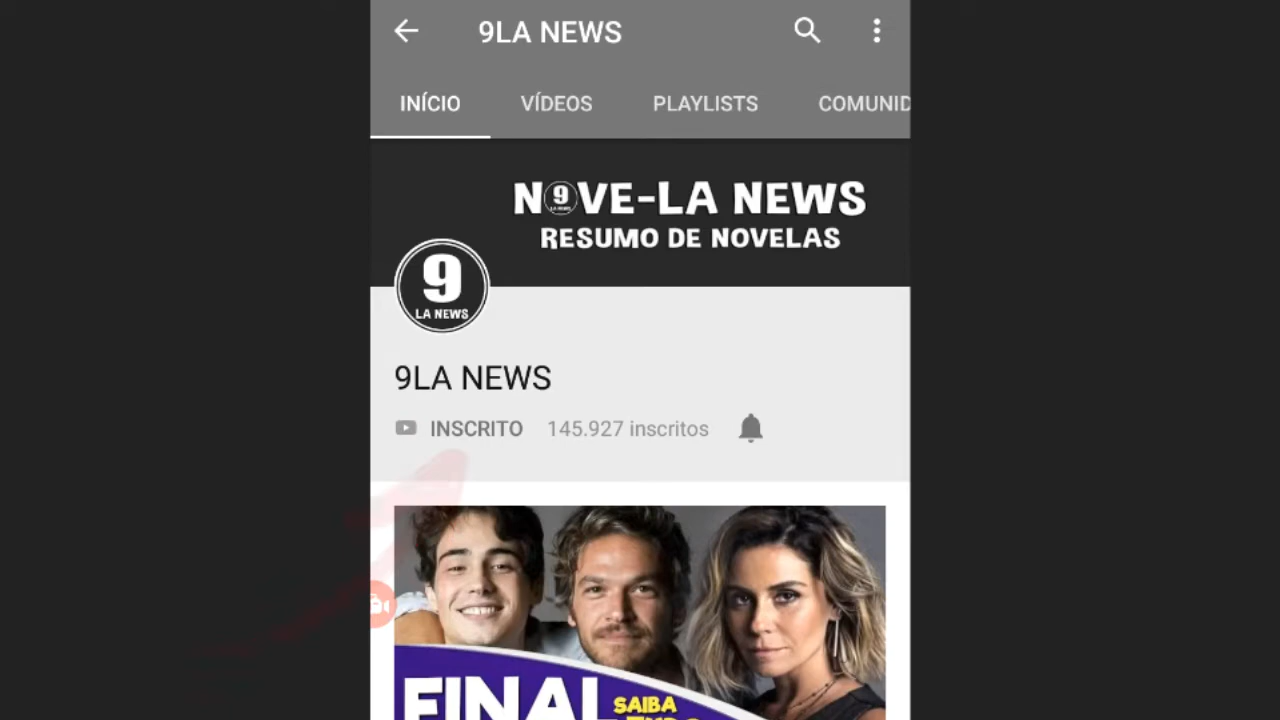 9LA NEWS
INÍCIO VÍDEOS PLAYLISTS COMUNID
N9VE-LA NEWS
RESUMO DE NOVELAS
9
LA NEWS
9LA NEWS
INSCRITO 145.927 inscritos
FINAL SAIBA